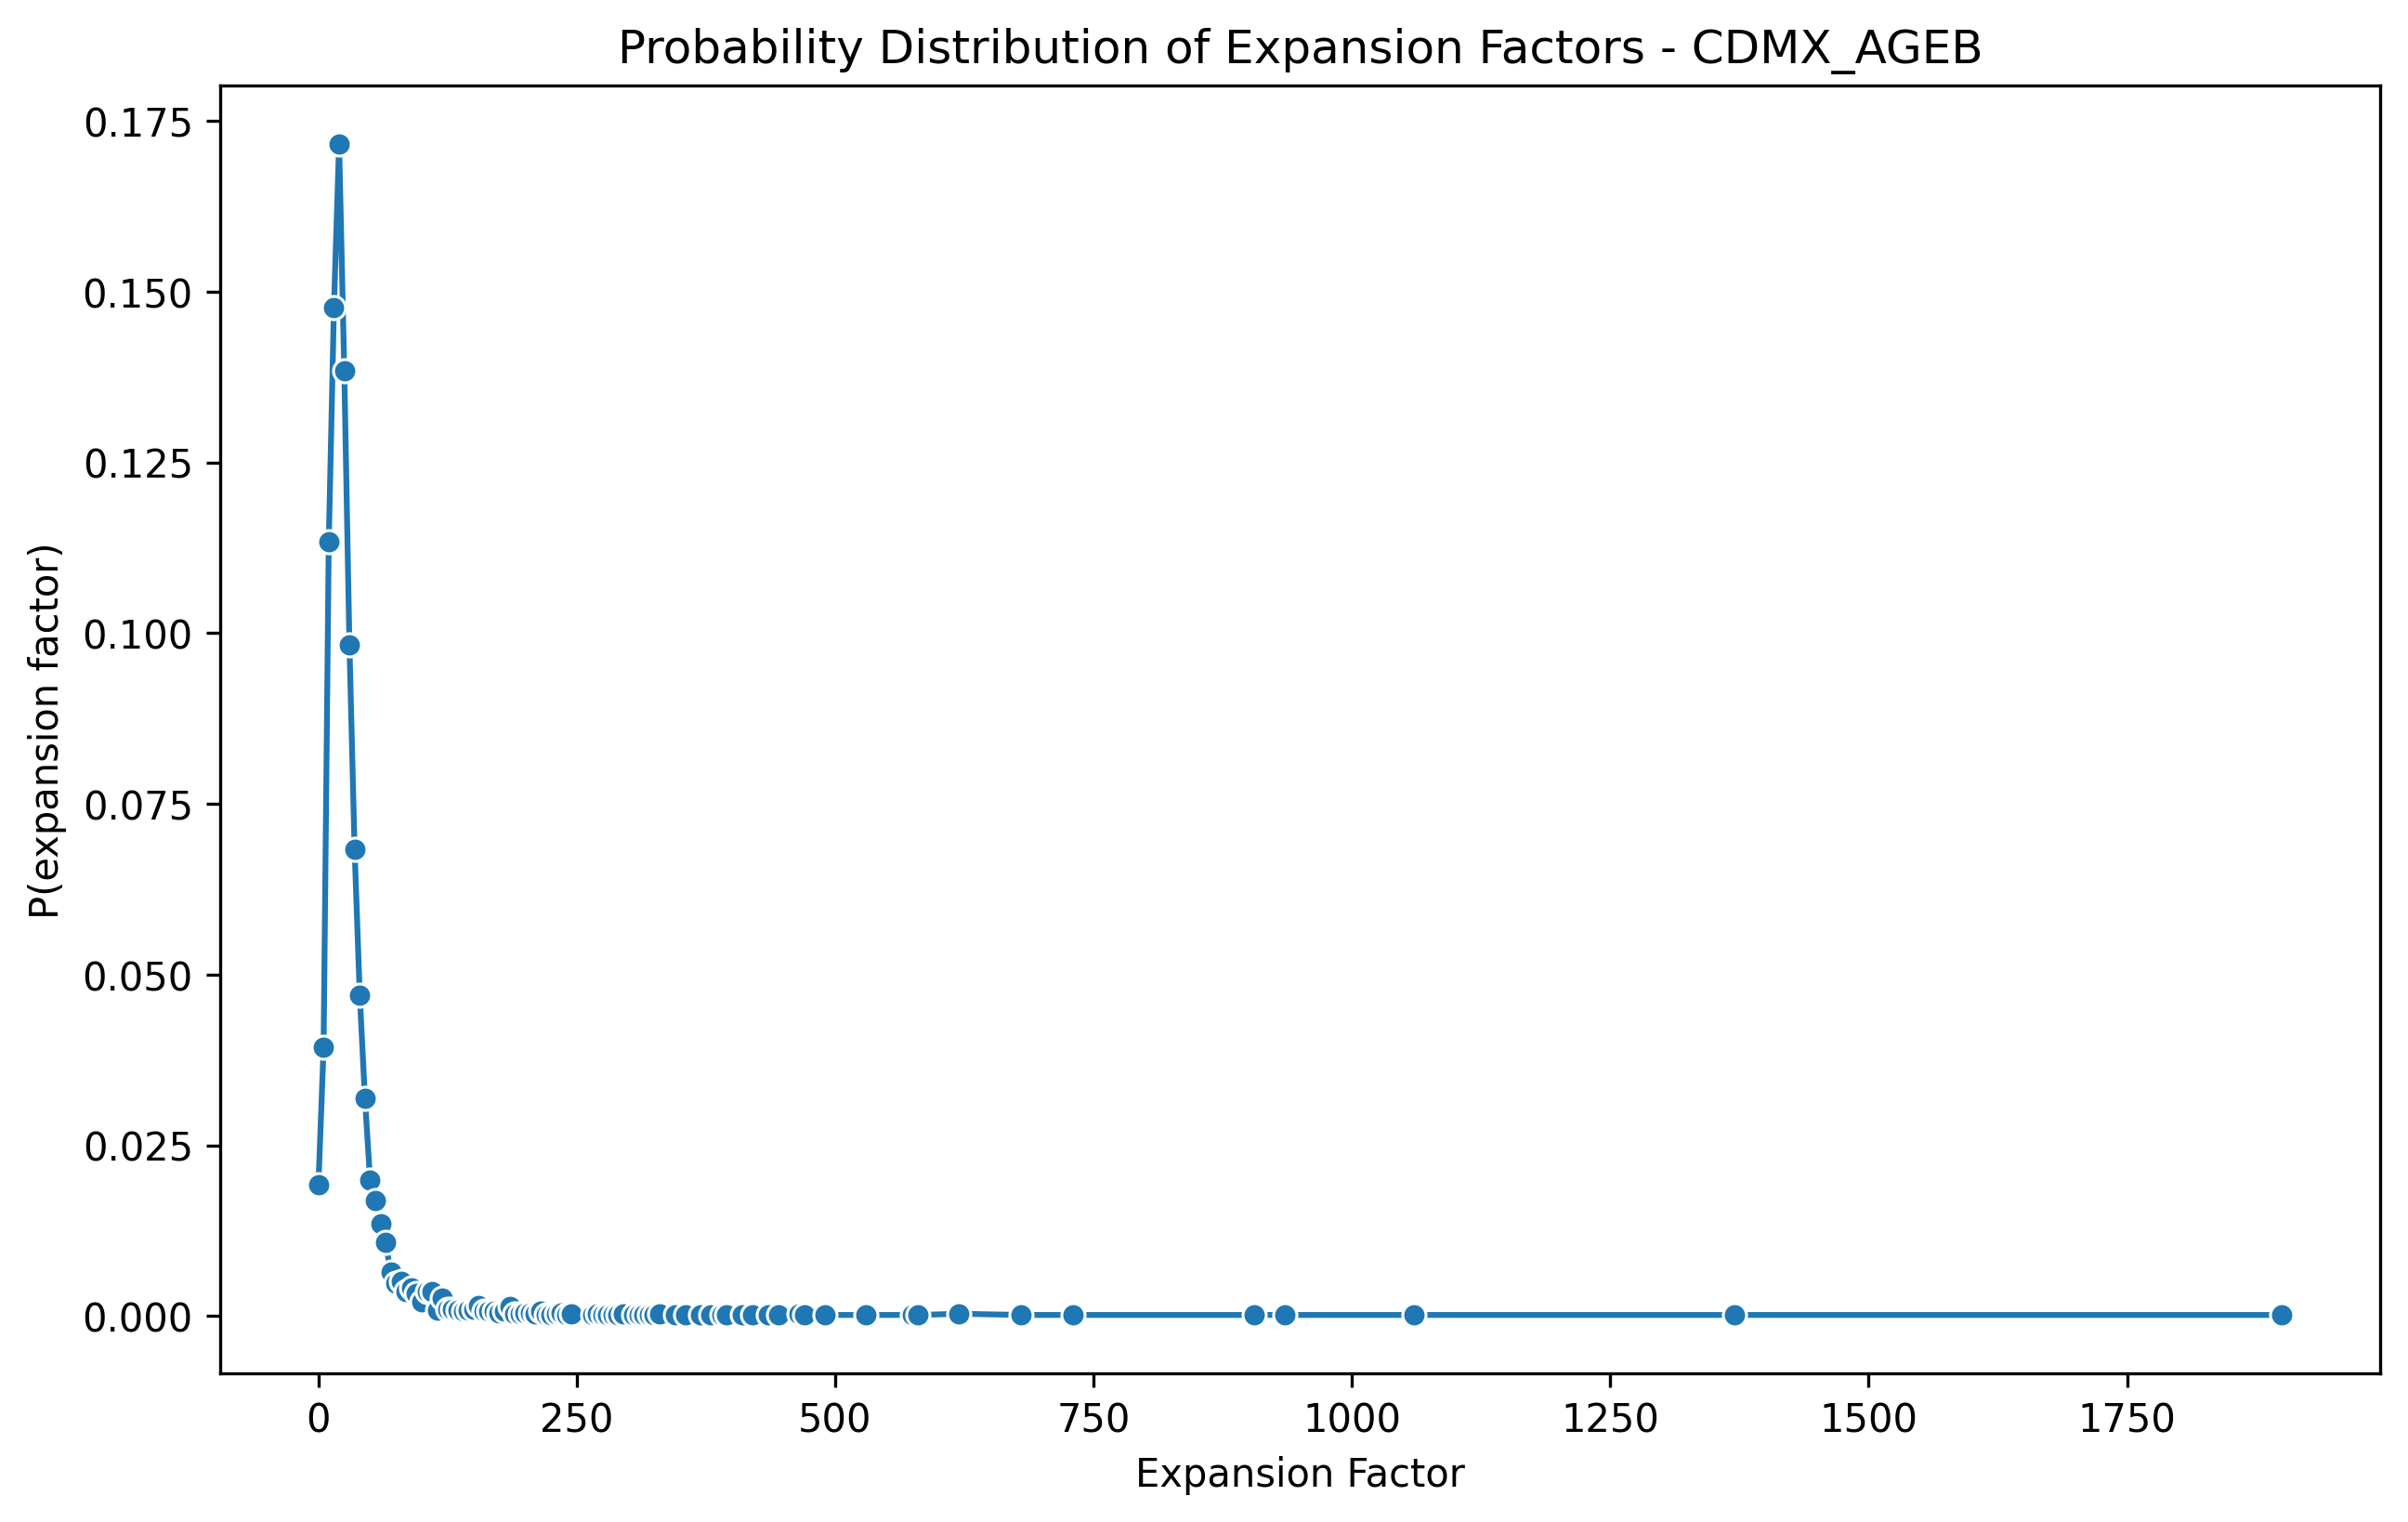 Probability Distribution of Expansion Factors - CDMX_AGEB
0.175
0.150
0.125
0.100
0.075
0.050
0.025
0.000
P(expansion factor)
0 250 500 750 1000 1250 1500 1750
Expansion Factor